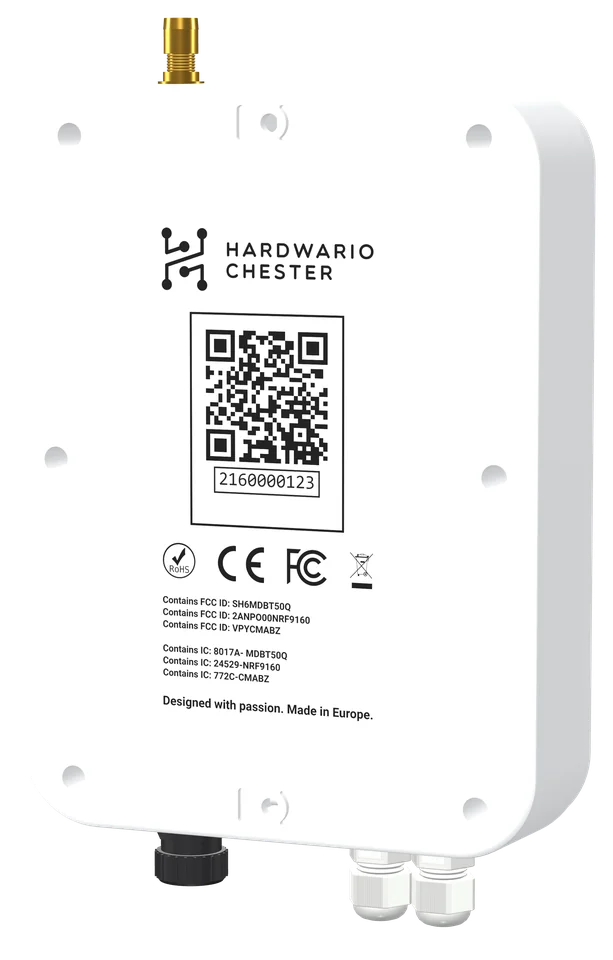 HARDWARIO
CHESTER
2160000123
RoHS
CE FC
Contains FCC ID: SH6MDBT50Q
Contains FCC ID: 2ANPO00NRF9160
Contains FCC ID: VPYCMABZ
Contains IC: 8017A- MDBT50Q
Contains IC: 24529-NRF9160
Contains IC: 772C-CMABZ
Designed with passion. Made in Europe.